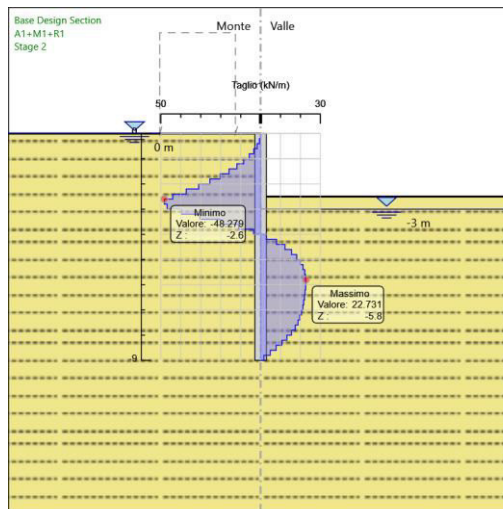 Base Design Section
A1+M1+R1
Stage 2
Monte
Valle
Taglio (kN/m)
50
30
0 m
Minimo
Valore: -48.279
Z : -2.6
-3 m
Massimo
Valore: 22.731
Z : -5.8
-9